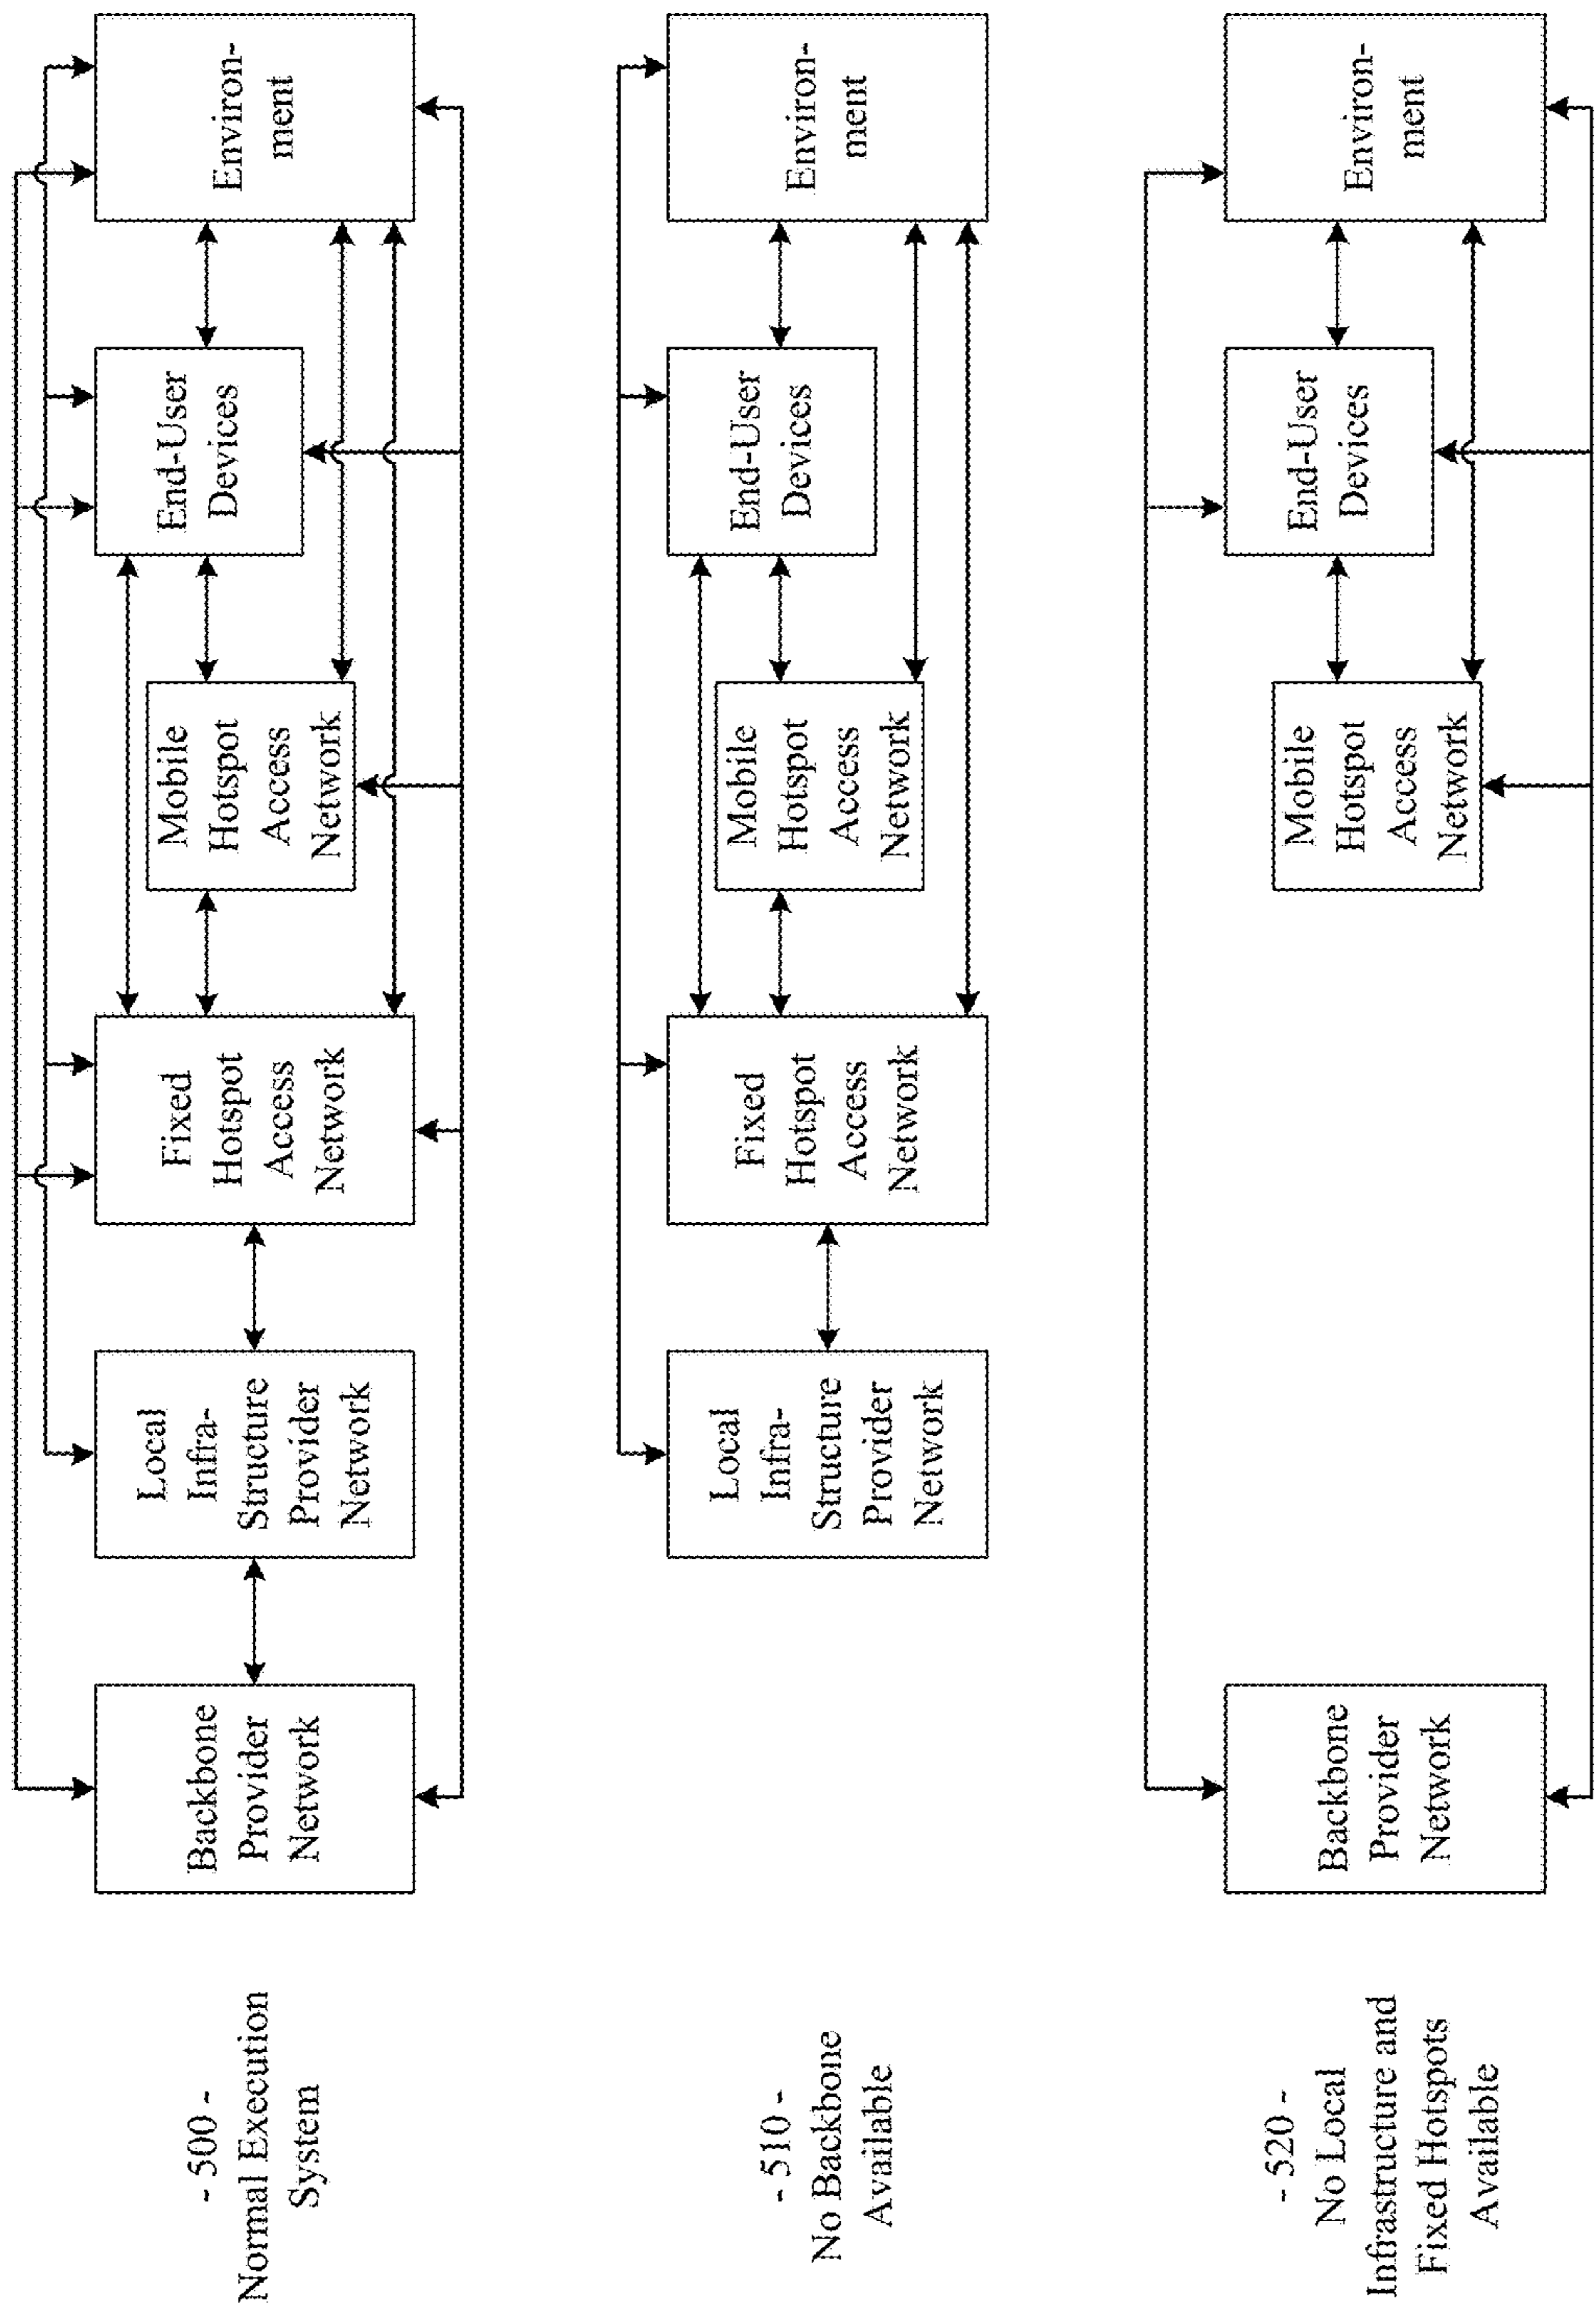 - 500 -
Normal Execution
System
Backbone
Provider
Network
Local
Infra-
Structure
Provider
Network
Fixed
Hotspot
Access
Network
Mobile
Hotspot
Access
Network
End-User
Devices
Environ-
ment
- 510 -
No Backbone
Available
Local
Infra-
Structure
Provider
Network
Fixed
Hotspot
Access
Network
Mobile
Hotspot
Access
Network
End-User
Devices
Environ-
ment
- 520 -
No Local
Infrastructure and
Fixed Hotspots
Available
Backbone
Provider
Network
Mobile
Hotspot
Access
Network
End-User
Devices
Environ-
ment